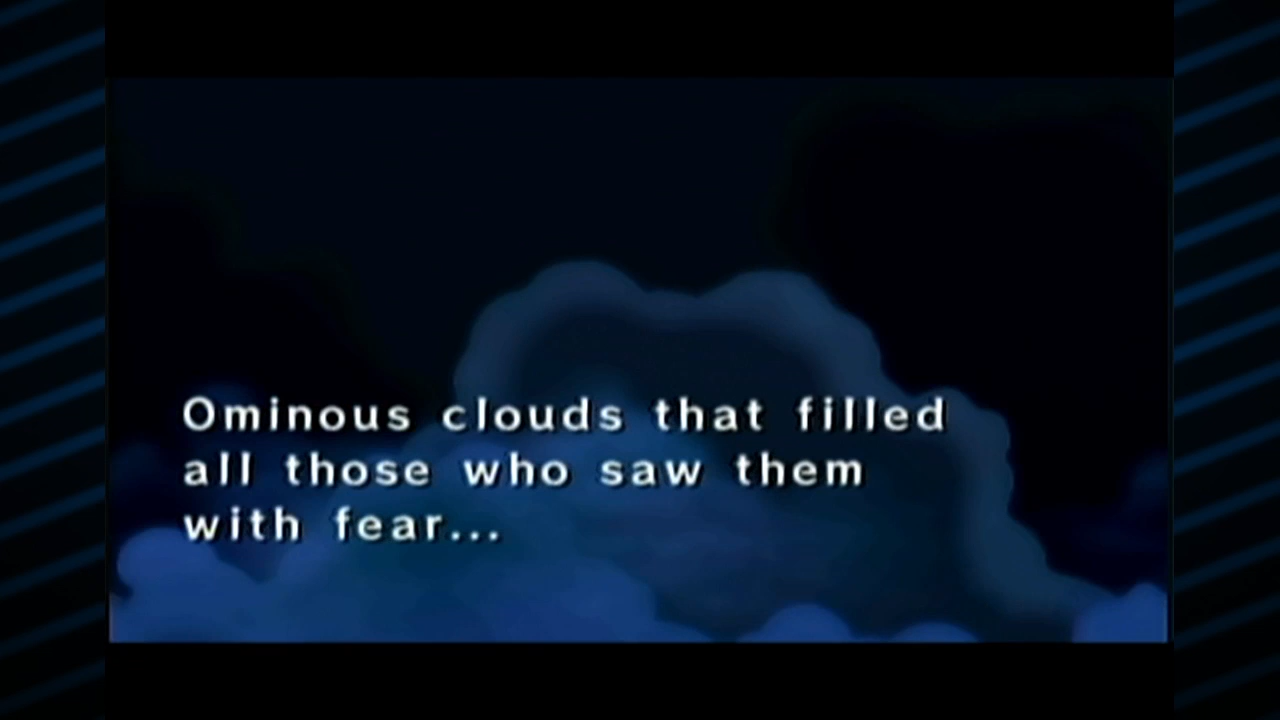 Ominous clouds that filled
all those who saw them
with fear...